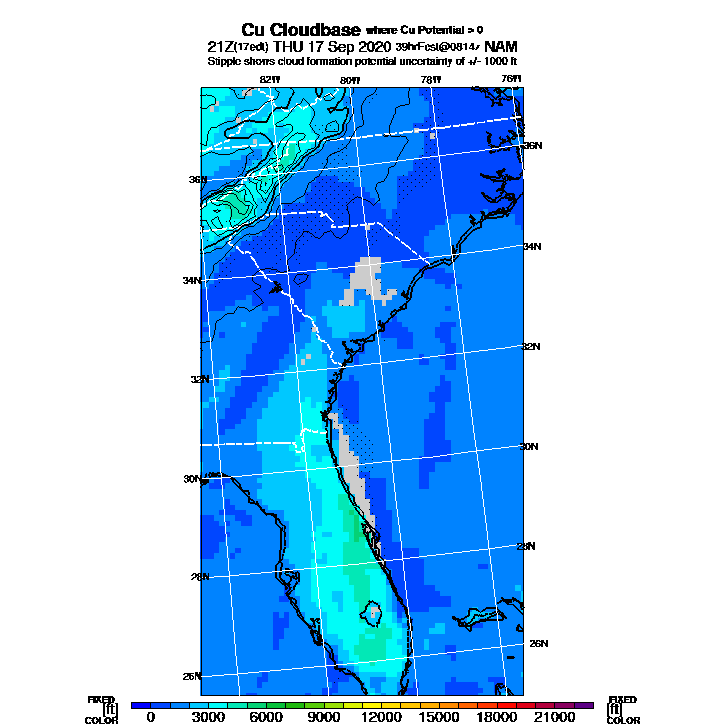 Cu Cloudbase where Cu Potential > 0
21Z(17edt) THU 17 Sep 2020 39hrFcst@0814z NAM
Stipple shows cloud formation potential uncertainty of +/- 1000 ft
82W 80W 78W 76W
36N
36N
34N
34N
32N
32N
30N
30N
28N
28N
26N
26N
FIXED FIXED
[ft] [ft]
COLOR COLOR
0 3000 6000 9000 12000 15000 18000 21000